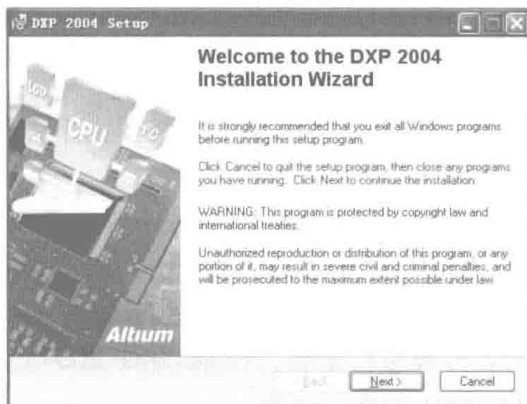 DXP 2004 Setup
Welcome to the DXP 2004
Installation Wizard
It is strongly recommended that you exit all Windows programs
before running this setup program.
Click Cancel to quit the setup program, then close any programs
you have running. Click Next to continue the installation.
WARNING: This program is protected by copyright law and
international treaties.
Unauthorized reproduction or distribution of this program, or any
portion of it, may result in severe civil and criminal penalties, and
will be prosecuted to the maximum extent possible under law.
LCD
CPU
I²C
Altium
< Back
Next >
Cancel